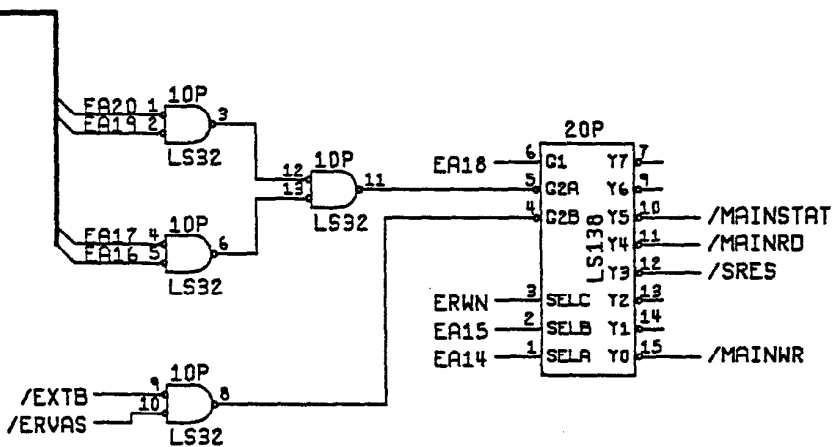 10P
EA20 1
EA19 2
3
LS32
10P
EA17 4
EA16 5
6
LS32
12 10P
13
11
LS32
/EXTB 9
/ERVAS 10
10P
8
LS32
20P
EA18 6 G1 Y7 7
5 G2A Y6 9
4 G2B Y5 10 /MAINSTAT
LS138
Y4 11 /MAINRD
Y3 12 /SRES
ERWN 3 SELC Y2 13
EA15 2 SELB Y1 14
EA14 1 SELA Y0 15 /MAINWR